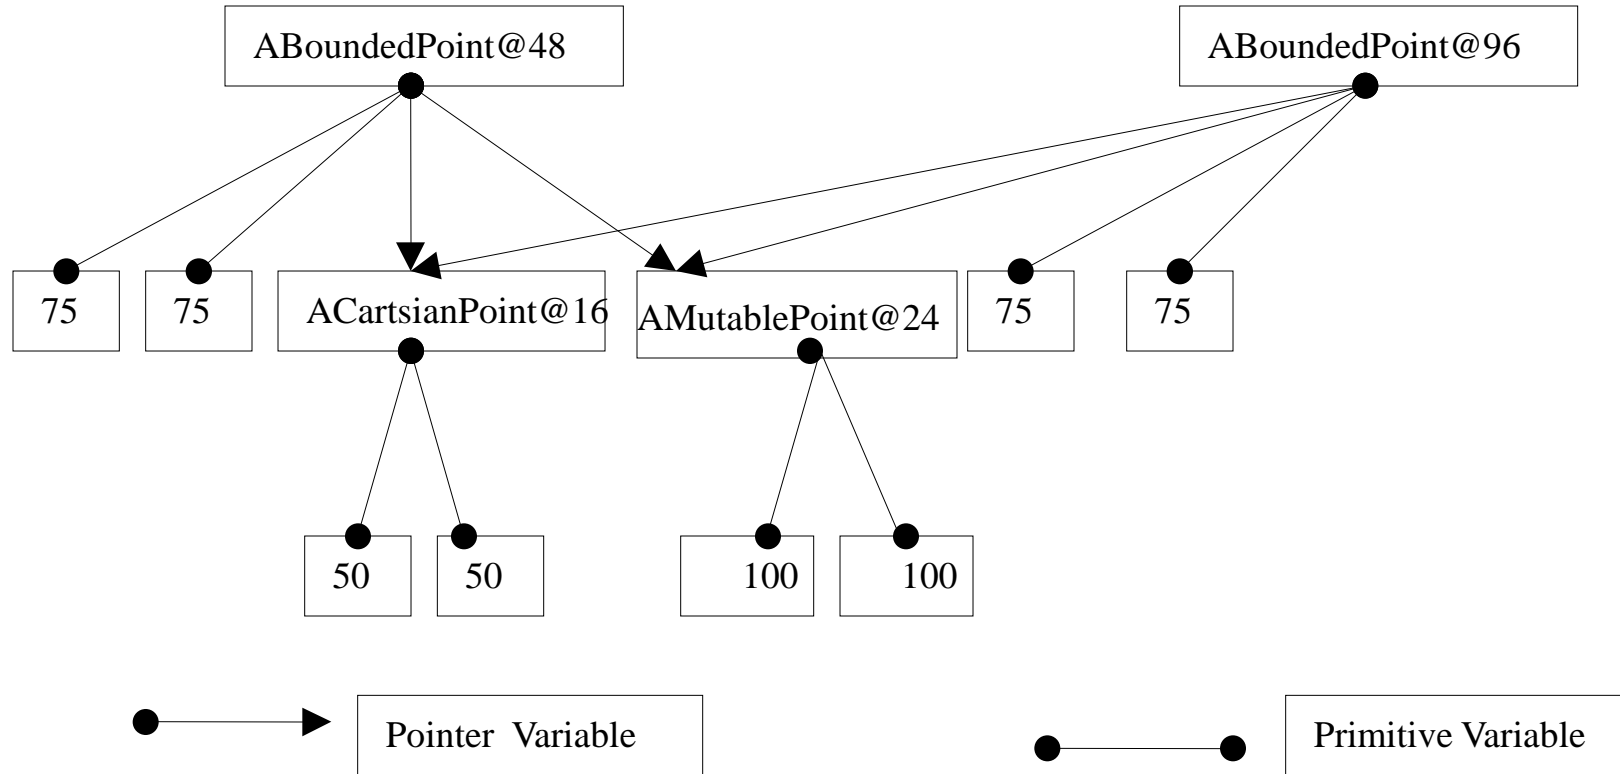 ABoundedPoint@48
ABoundedPoint@96
75
75
ACartsianPoint@16
AMutablePoint@24
75
75
50
50
100
100
Pointer Variable
Primitive Variable